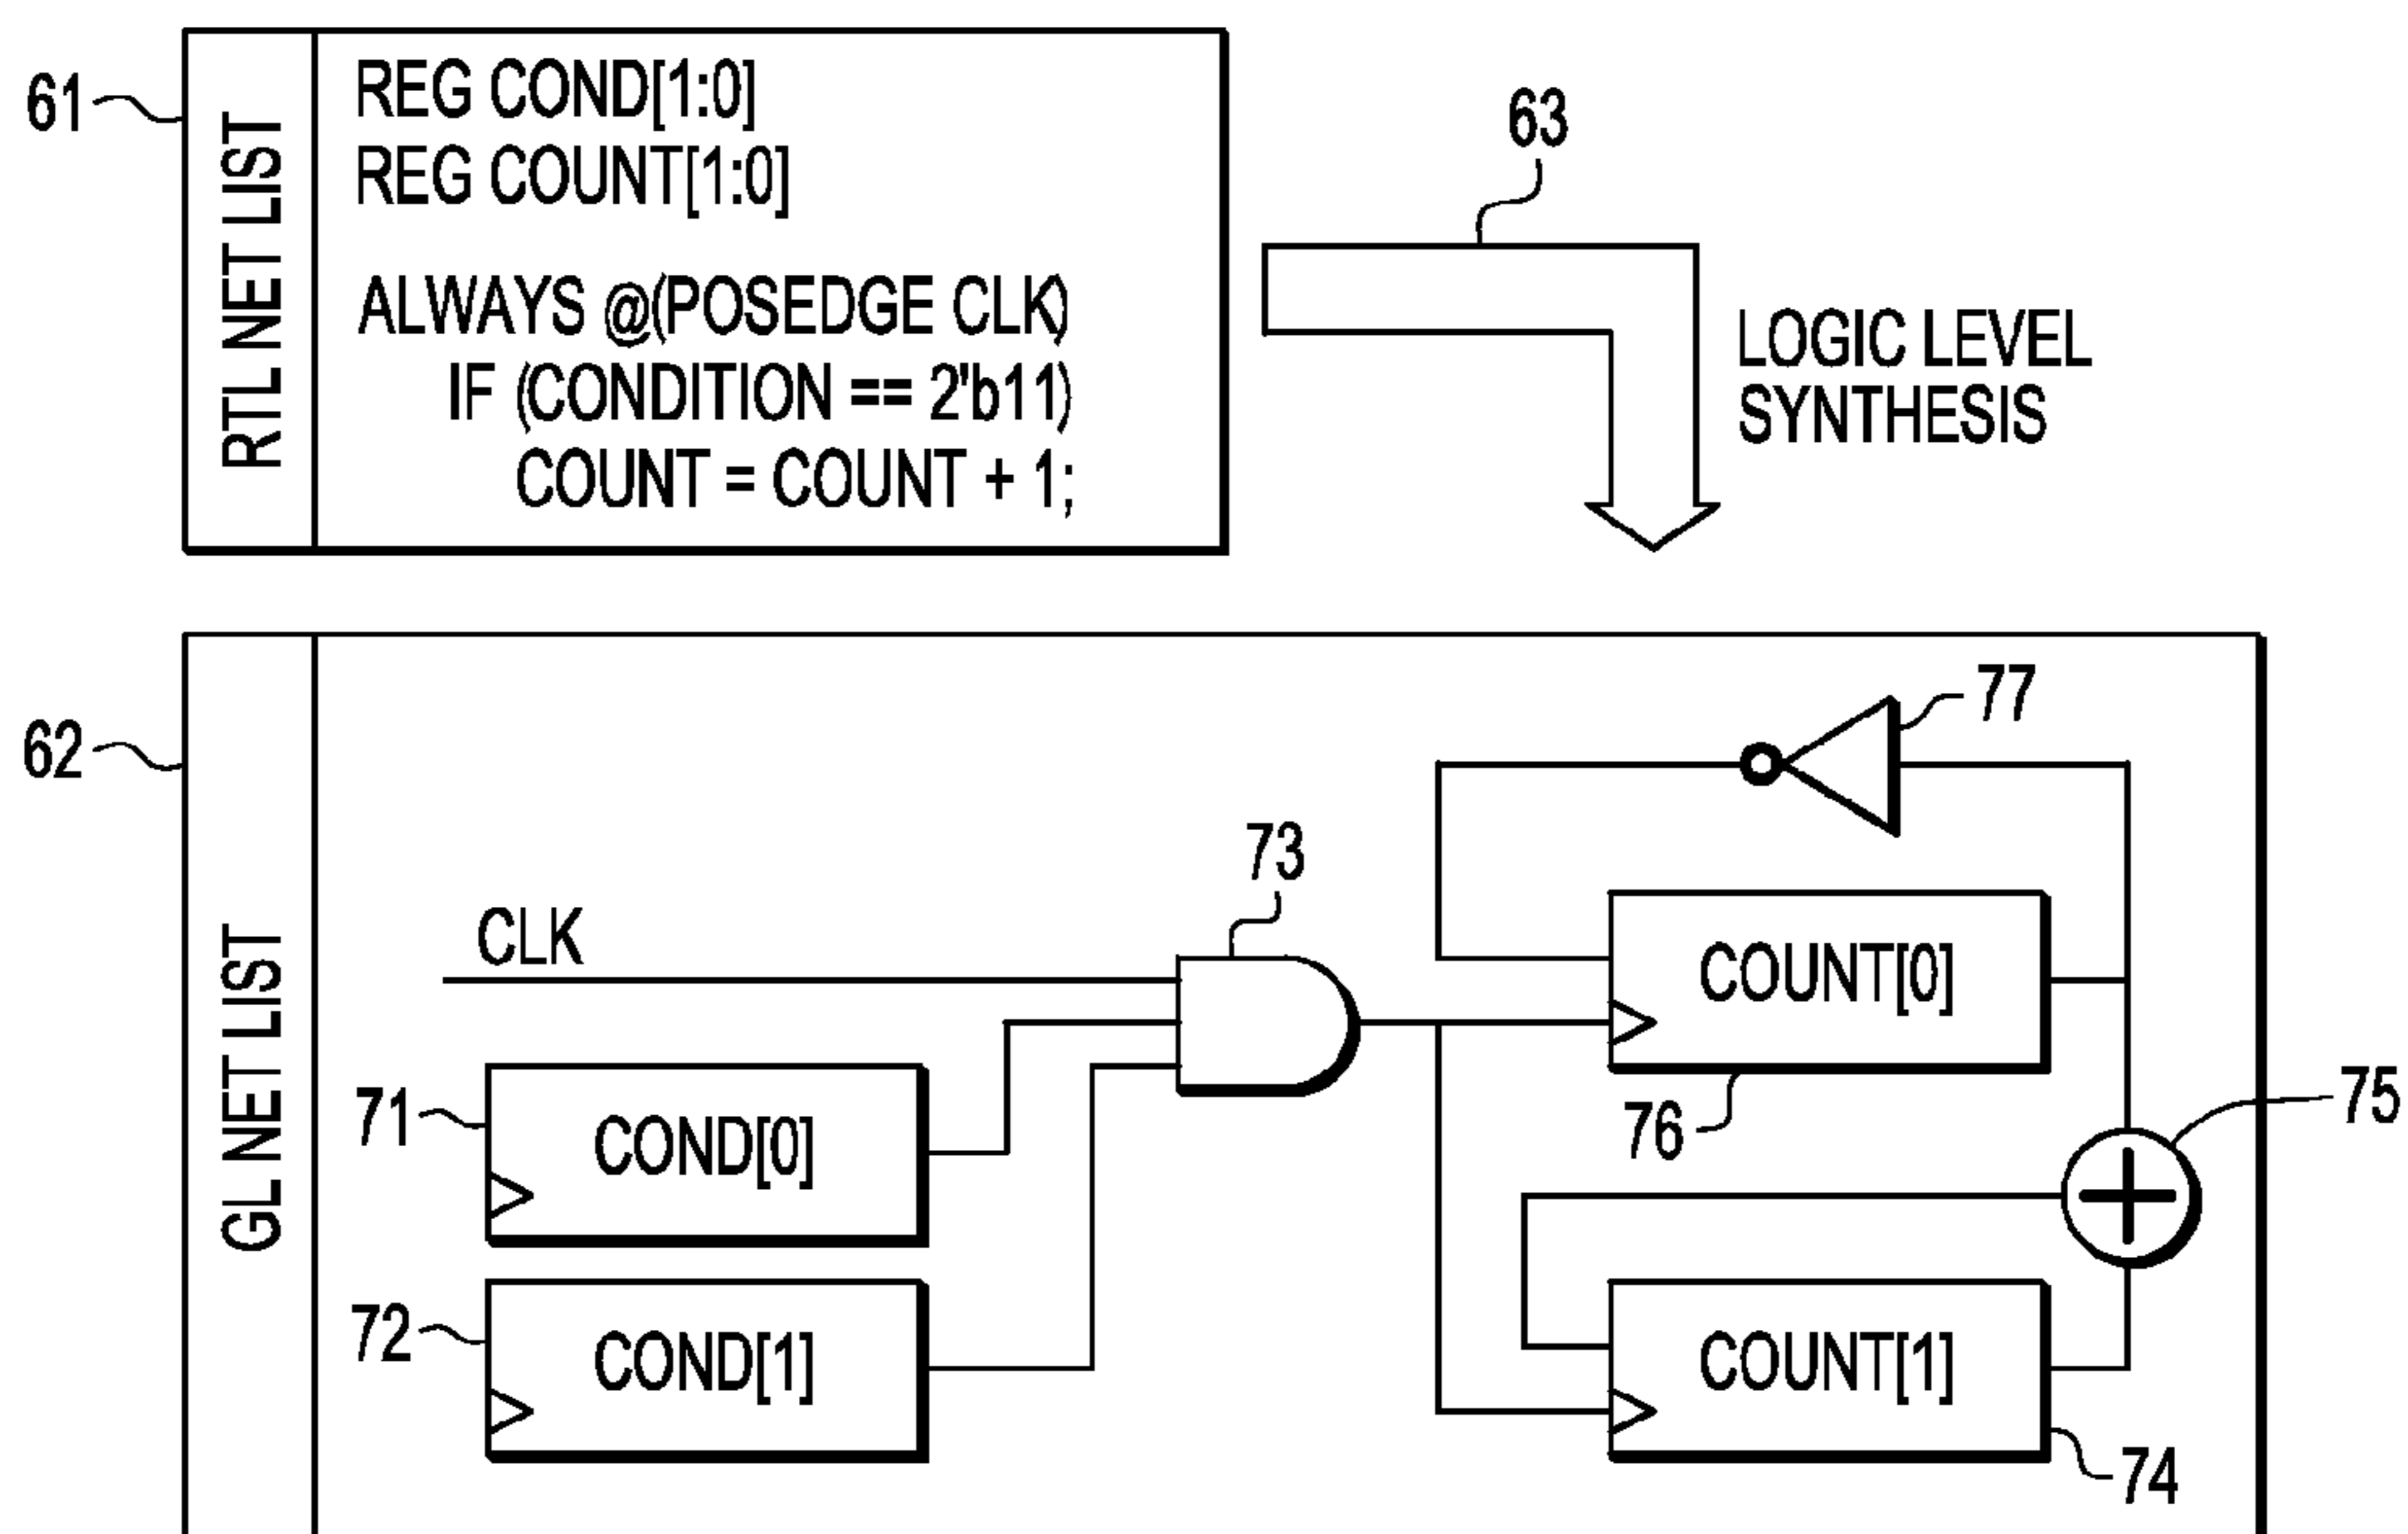 61
RTL NET LIST
REG COND[1:0]
REG COUNT[1:0]
ALWAYS @(POSEDGE CLK)
IF (CONDITION == 2'b11)
COUNT = COUNT + 1;
63
LOGIC LEVEL
SYNTHESIS
62
GL NET LIST
77
73
CLK
COUNT[0]
71
COND[0]
76
75
72
COND[1]
COUNT[1]
74